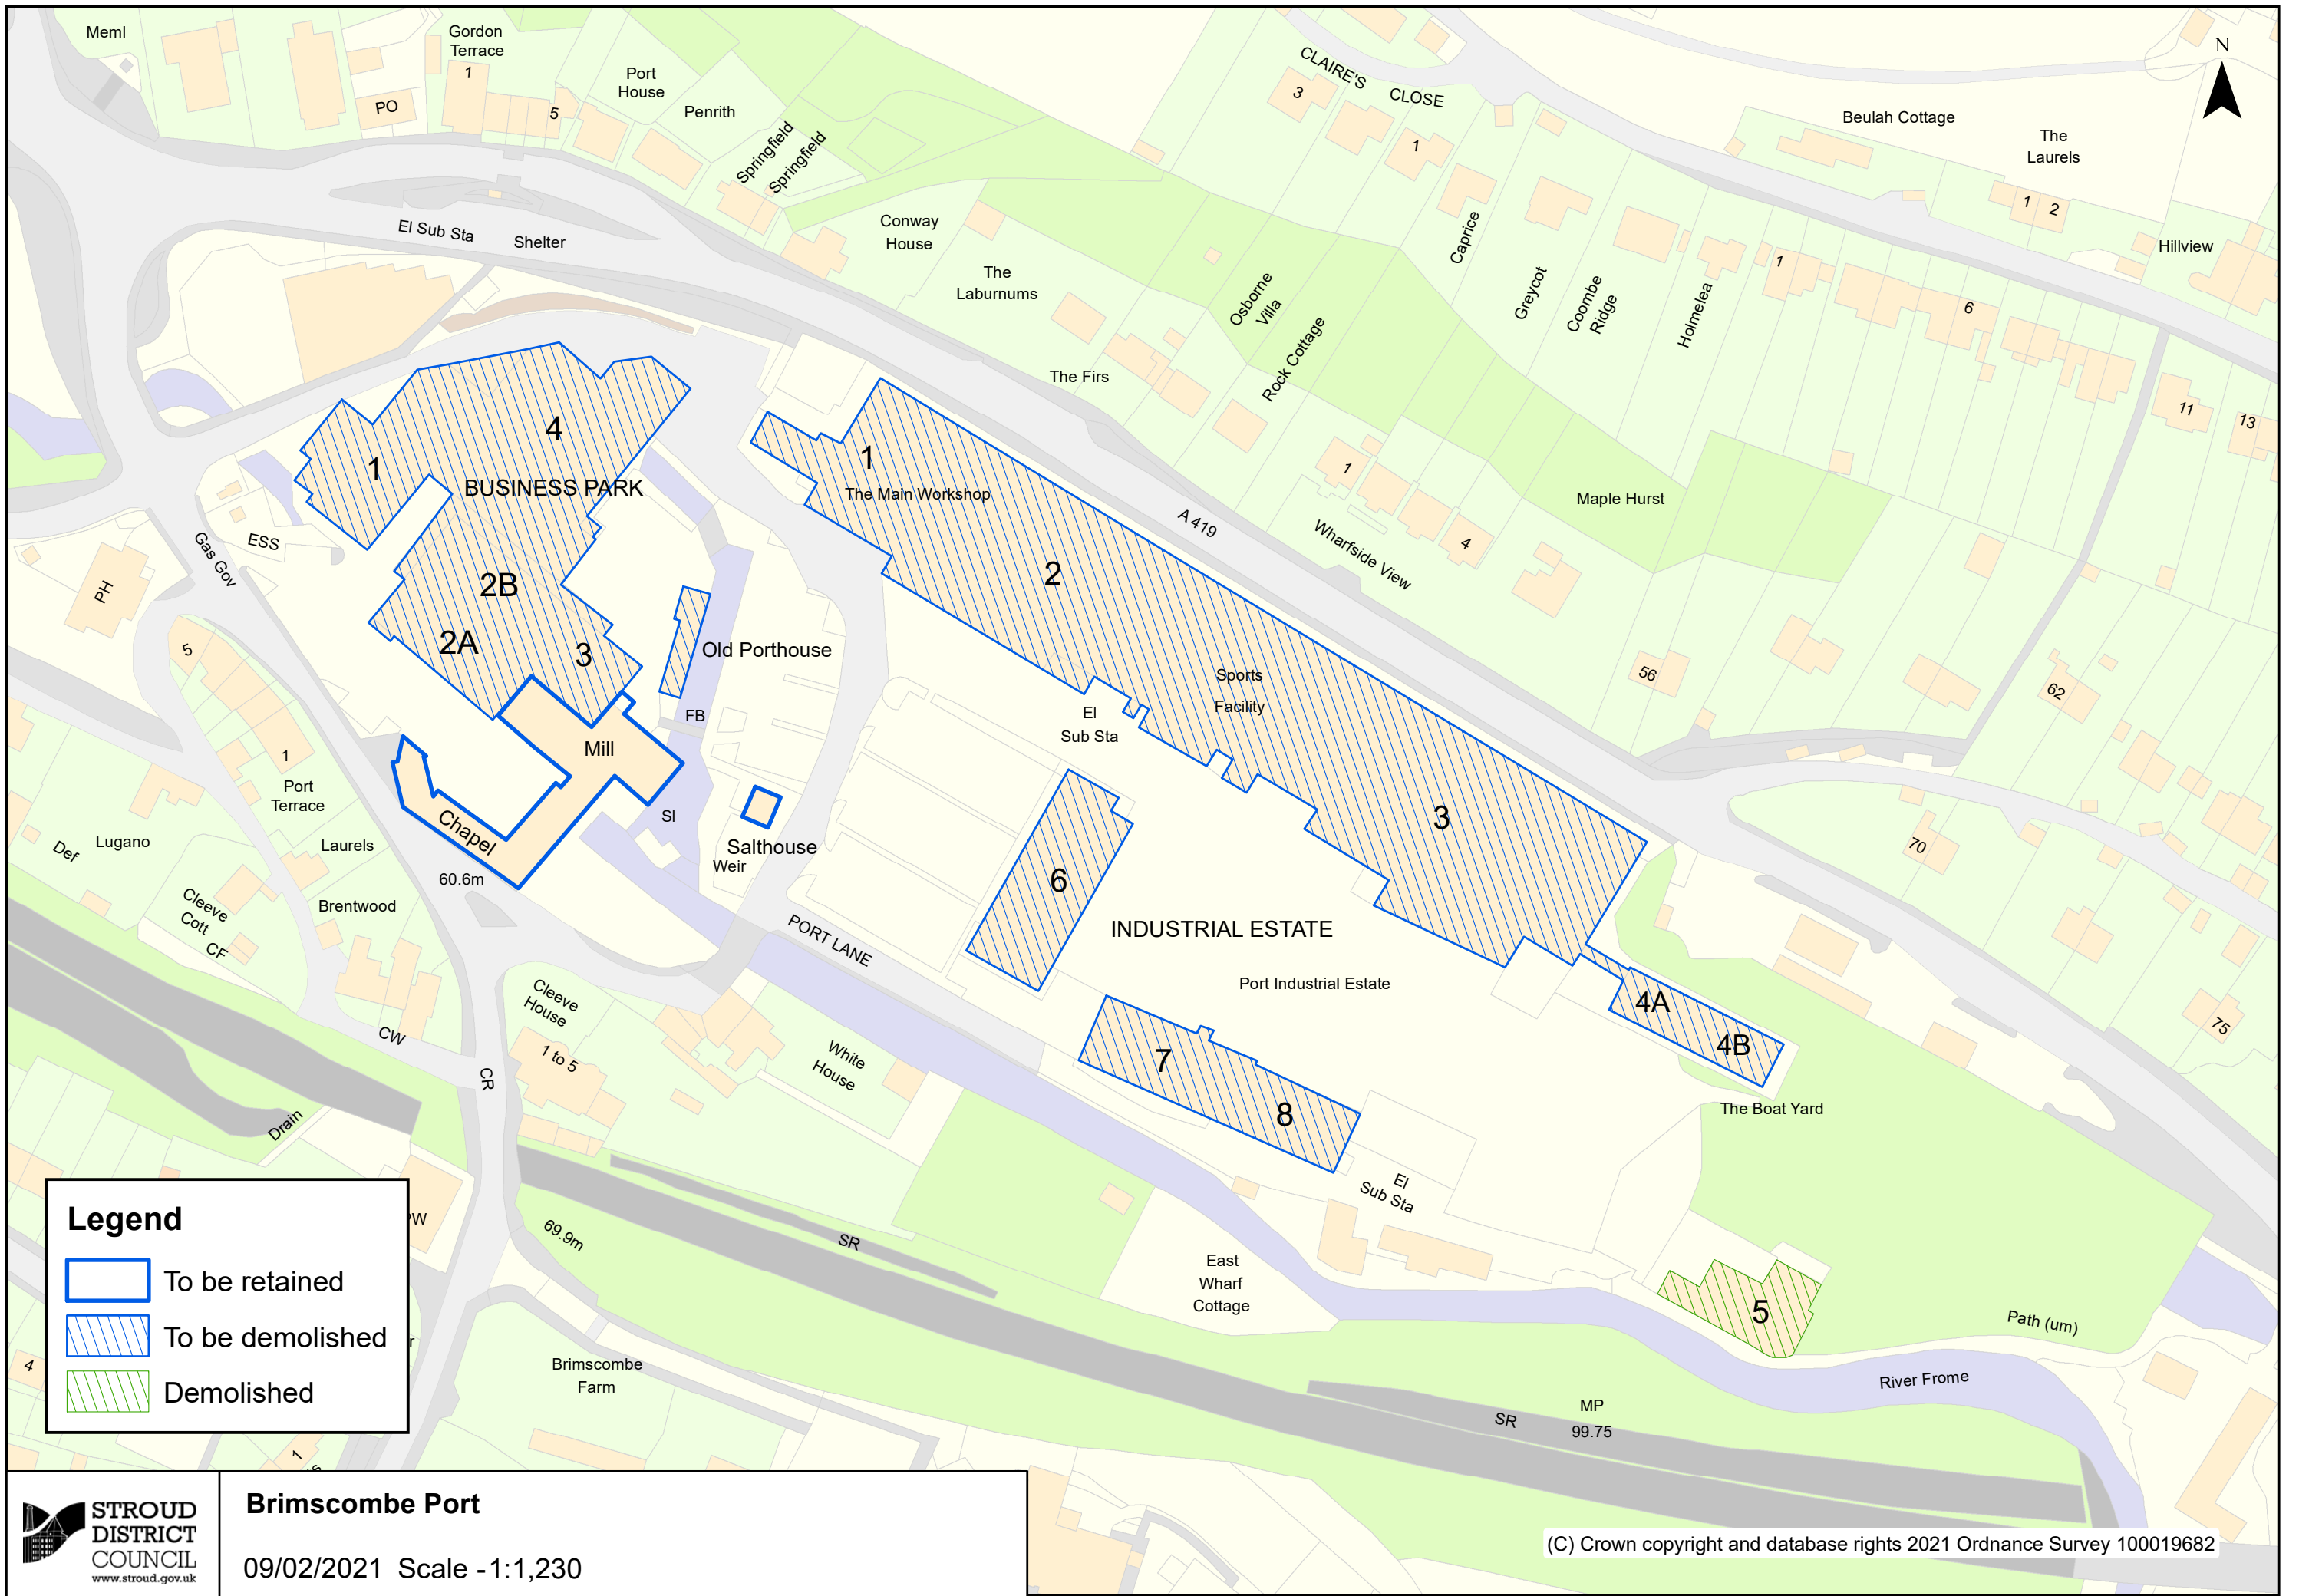 Meml
Gordon
Terrace
1
PO
5
Port
House
Penrith
Springfield
Springfield
CLAIRE'S
CLOSE
3
1
N
Beulah Cottage
The
Laurels
1
2
Hillview
El Sub Sta
Shelter
Conway
House
The
Laburnums
Caprice
Greycot
Coombe
Ridge
Holmelea
1
6
Osborne
Villa
Rock Cottage
The Firs
11
13
4
1
BUSINESS PARK
1
The Main Workshop
2
A 419
1
4
Wharfside View
Maple Hurst
Gas Gov
ESS
PH
2B
2A
3
Old Porthouse
FB
5
1
Port
Terrace
Sports
Facility
El
Sub Sta
56
62
Mill
Chapel
Sl
Salthouse
Weir
3
70
Def
Lugano
Laurels
60.6m
Brentwood
Cleeve
Cott
CF
6
PORT LANE
INDUSTRIAL ESTATE
Port Industrial Estate
4A
4B
75
Cleeve
House
1 to 5
CW
CR
White
House
7
8
The Boat Yard
Drain
El
Sub Sta
69.9m
SR
East
Wharf
Cottage
5
Path (um)
River Frome
Brimscombe
Farm
SR
MP
99.75
4
1
Legend
To be retained
To be demolished
Demolished
STROUD
DISTRICT
COUNCIL
www.stroud.gov.uk
Brimscombe Port
09/02/2021 Scale -1:1,230
(C) Crown copyright and database rights 2021 Ordnance Survey 100019682